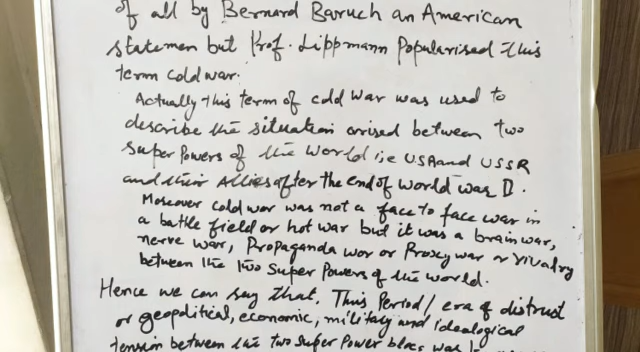 of all by Bernard Baruch an American
statemen but Prof. Lippmann Popularised this
term cold war.
Actually this term of cold war was used to
describe the situation arised between two
super Powers of the World i.e USA and USSR
and their Allies after the end of World War II.
Moreover cold war was not a face to face war in
a battle field or hot war but it was a brain war,
nerve war, Propaganda war or Proxy war or rivalry
between the two Super Powers of the world.
Hence we can say that, This Period/era of distrust
or geopolitical, economic, military and ideological
tension between the two super Power blocs was